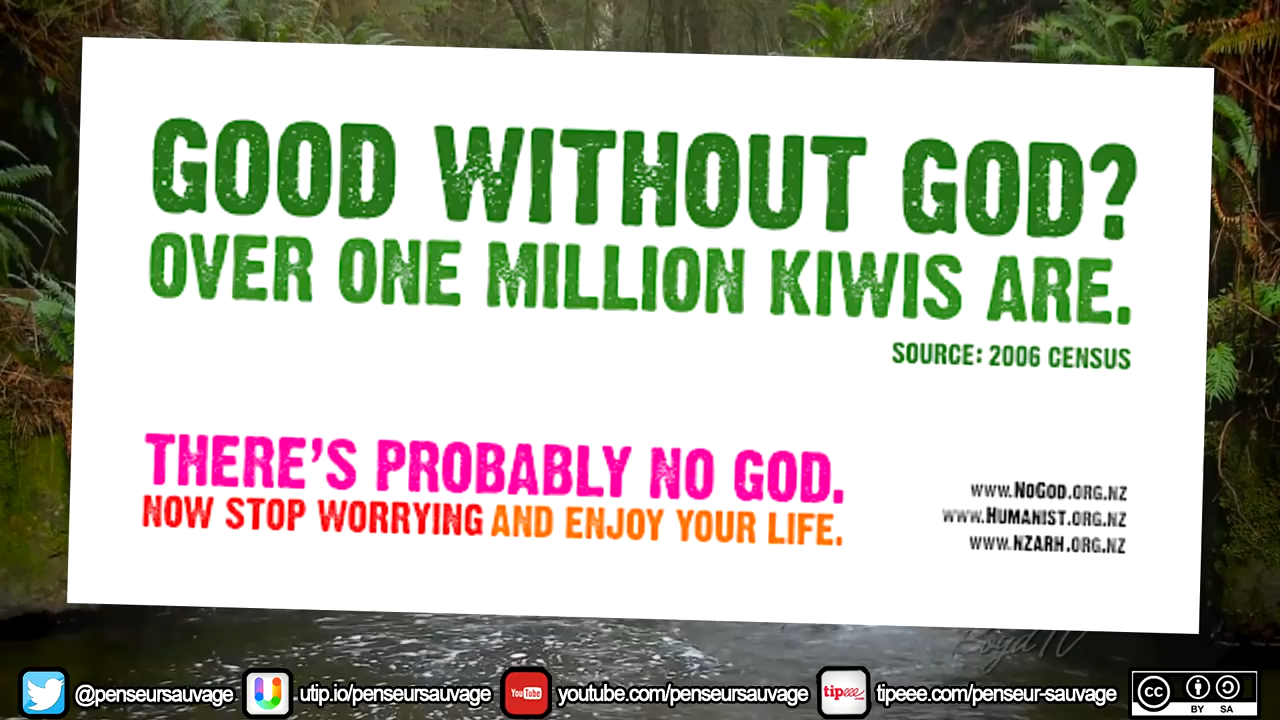 GOOD WITHOUT GOD?
OVER ONE MILLION KIWIS ARE.
SOURCE: 2006 CENSUS
THERE'S PROBABLY NO GOD.
NOW STOP WORRYING AND ENJOY YOUR LIFE.
WWW.NOGOD.ORG.NZ
WWW.HUMANIST.ORG.NZ
WWW.NZARH.ORG.NZ
@penseursauvage
utip.io/penseursauvage
YouTube
youtube.com/penseursauvage
tipeee
tipeee.com/penseur-sauvage
cc
BY SA